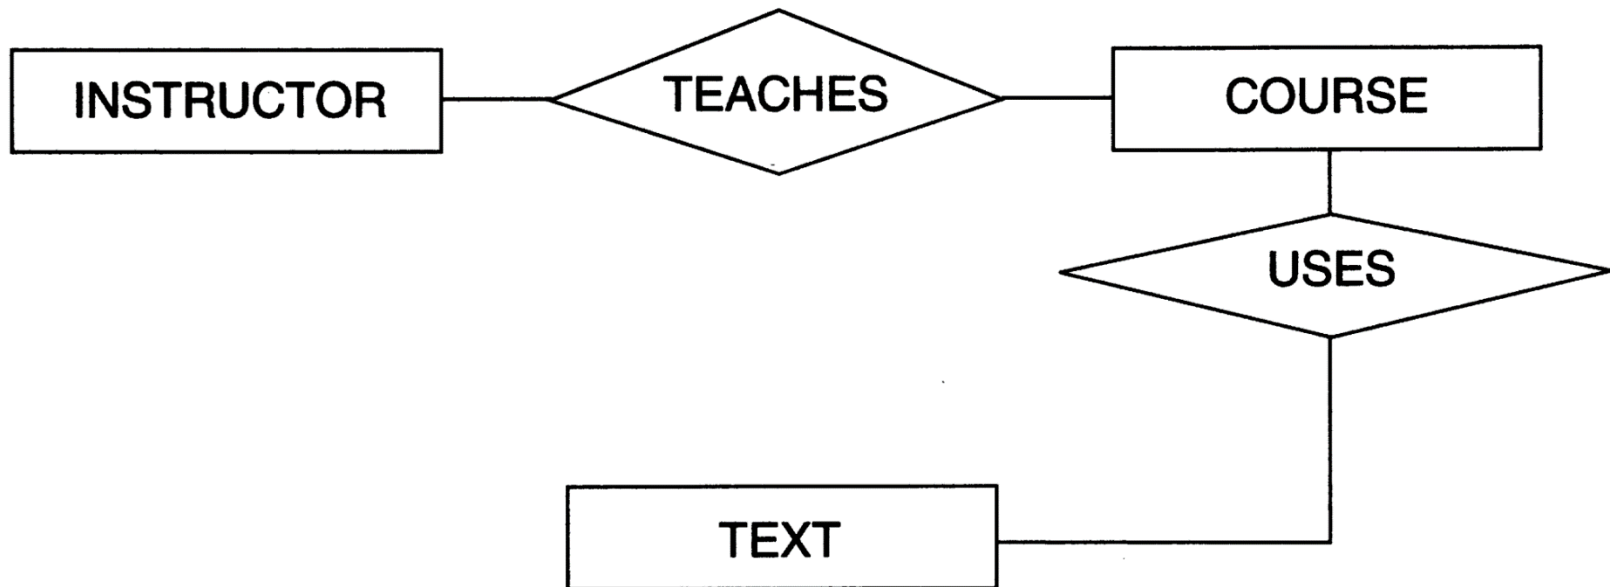 INSTRUCTOR
TEACHES
COURSE
USES
TEXT